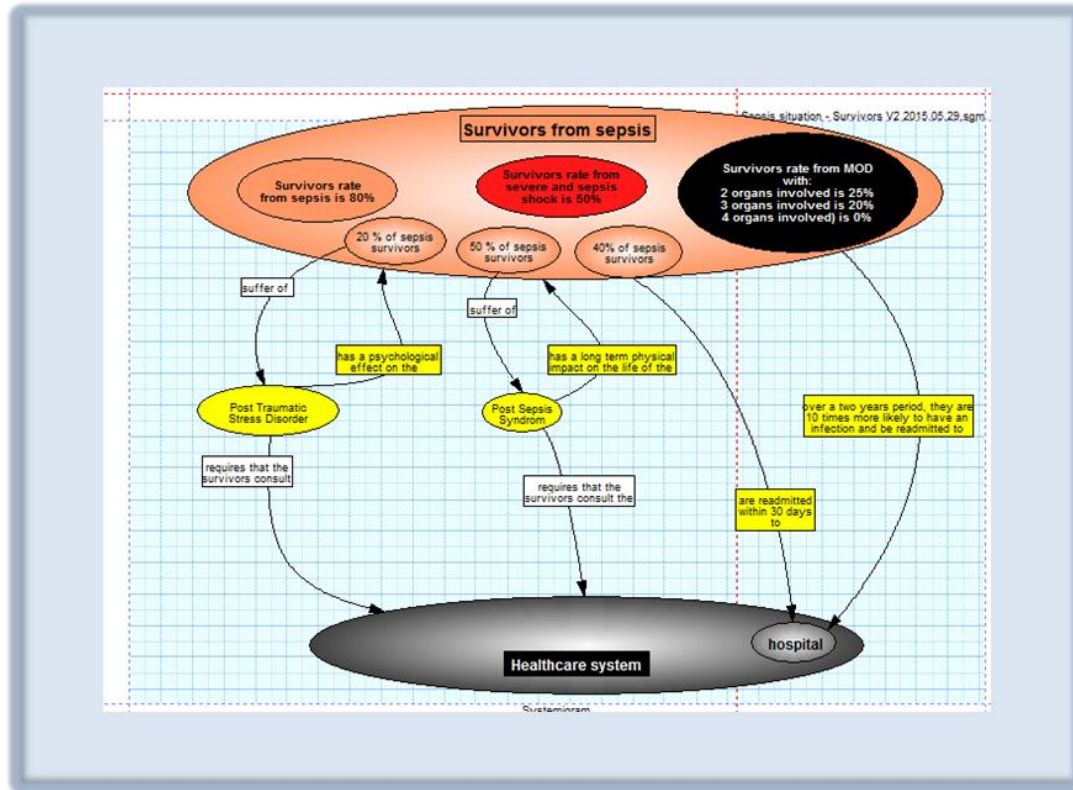 Sepsis situation - Survivors V2 2015.05.29.sgm
Survivors from sepsis
Survivors rate
from sepsis is 80%
Survivors rate from
severe and sepsis
shock is 50%
Survivors rate from MOD
with:
2 organs involved is 25%
3 organs involved is 20%
4 organs involved) is 0%
20 % of sepsis
survivors
50 % of sepsis
survivors
40% of sepsis
survivors
suffer of
suffer of
has a psychological
effect on the
has a long term physical
impact on the life of the
Post Traumatic
Stress Disorder
Post Sepsis
Syndrom
over a two years period, they are
10 times more likely to have an
infection and be readmitted to
requires that the
survivors consult
requires that the
survivors consult the
are readmitted
within 30 days
to
hospital
Healthcare system
Systemigram